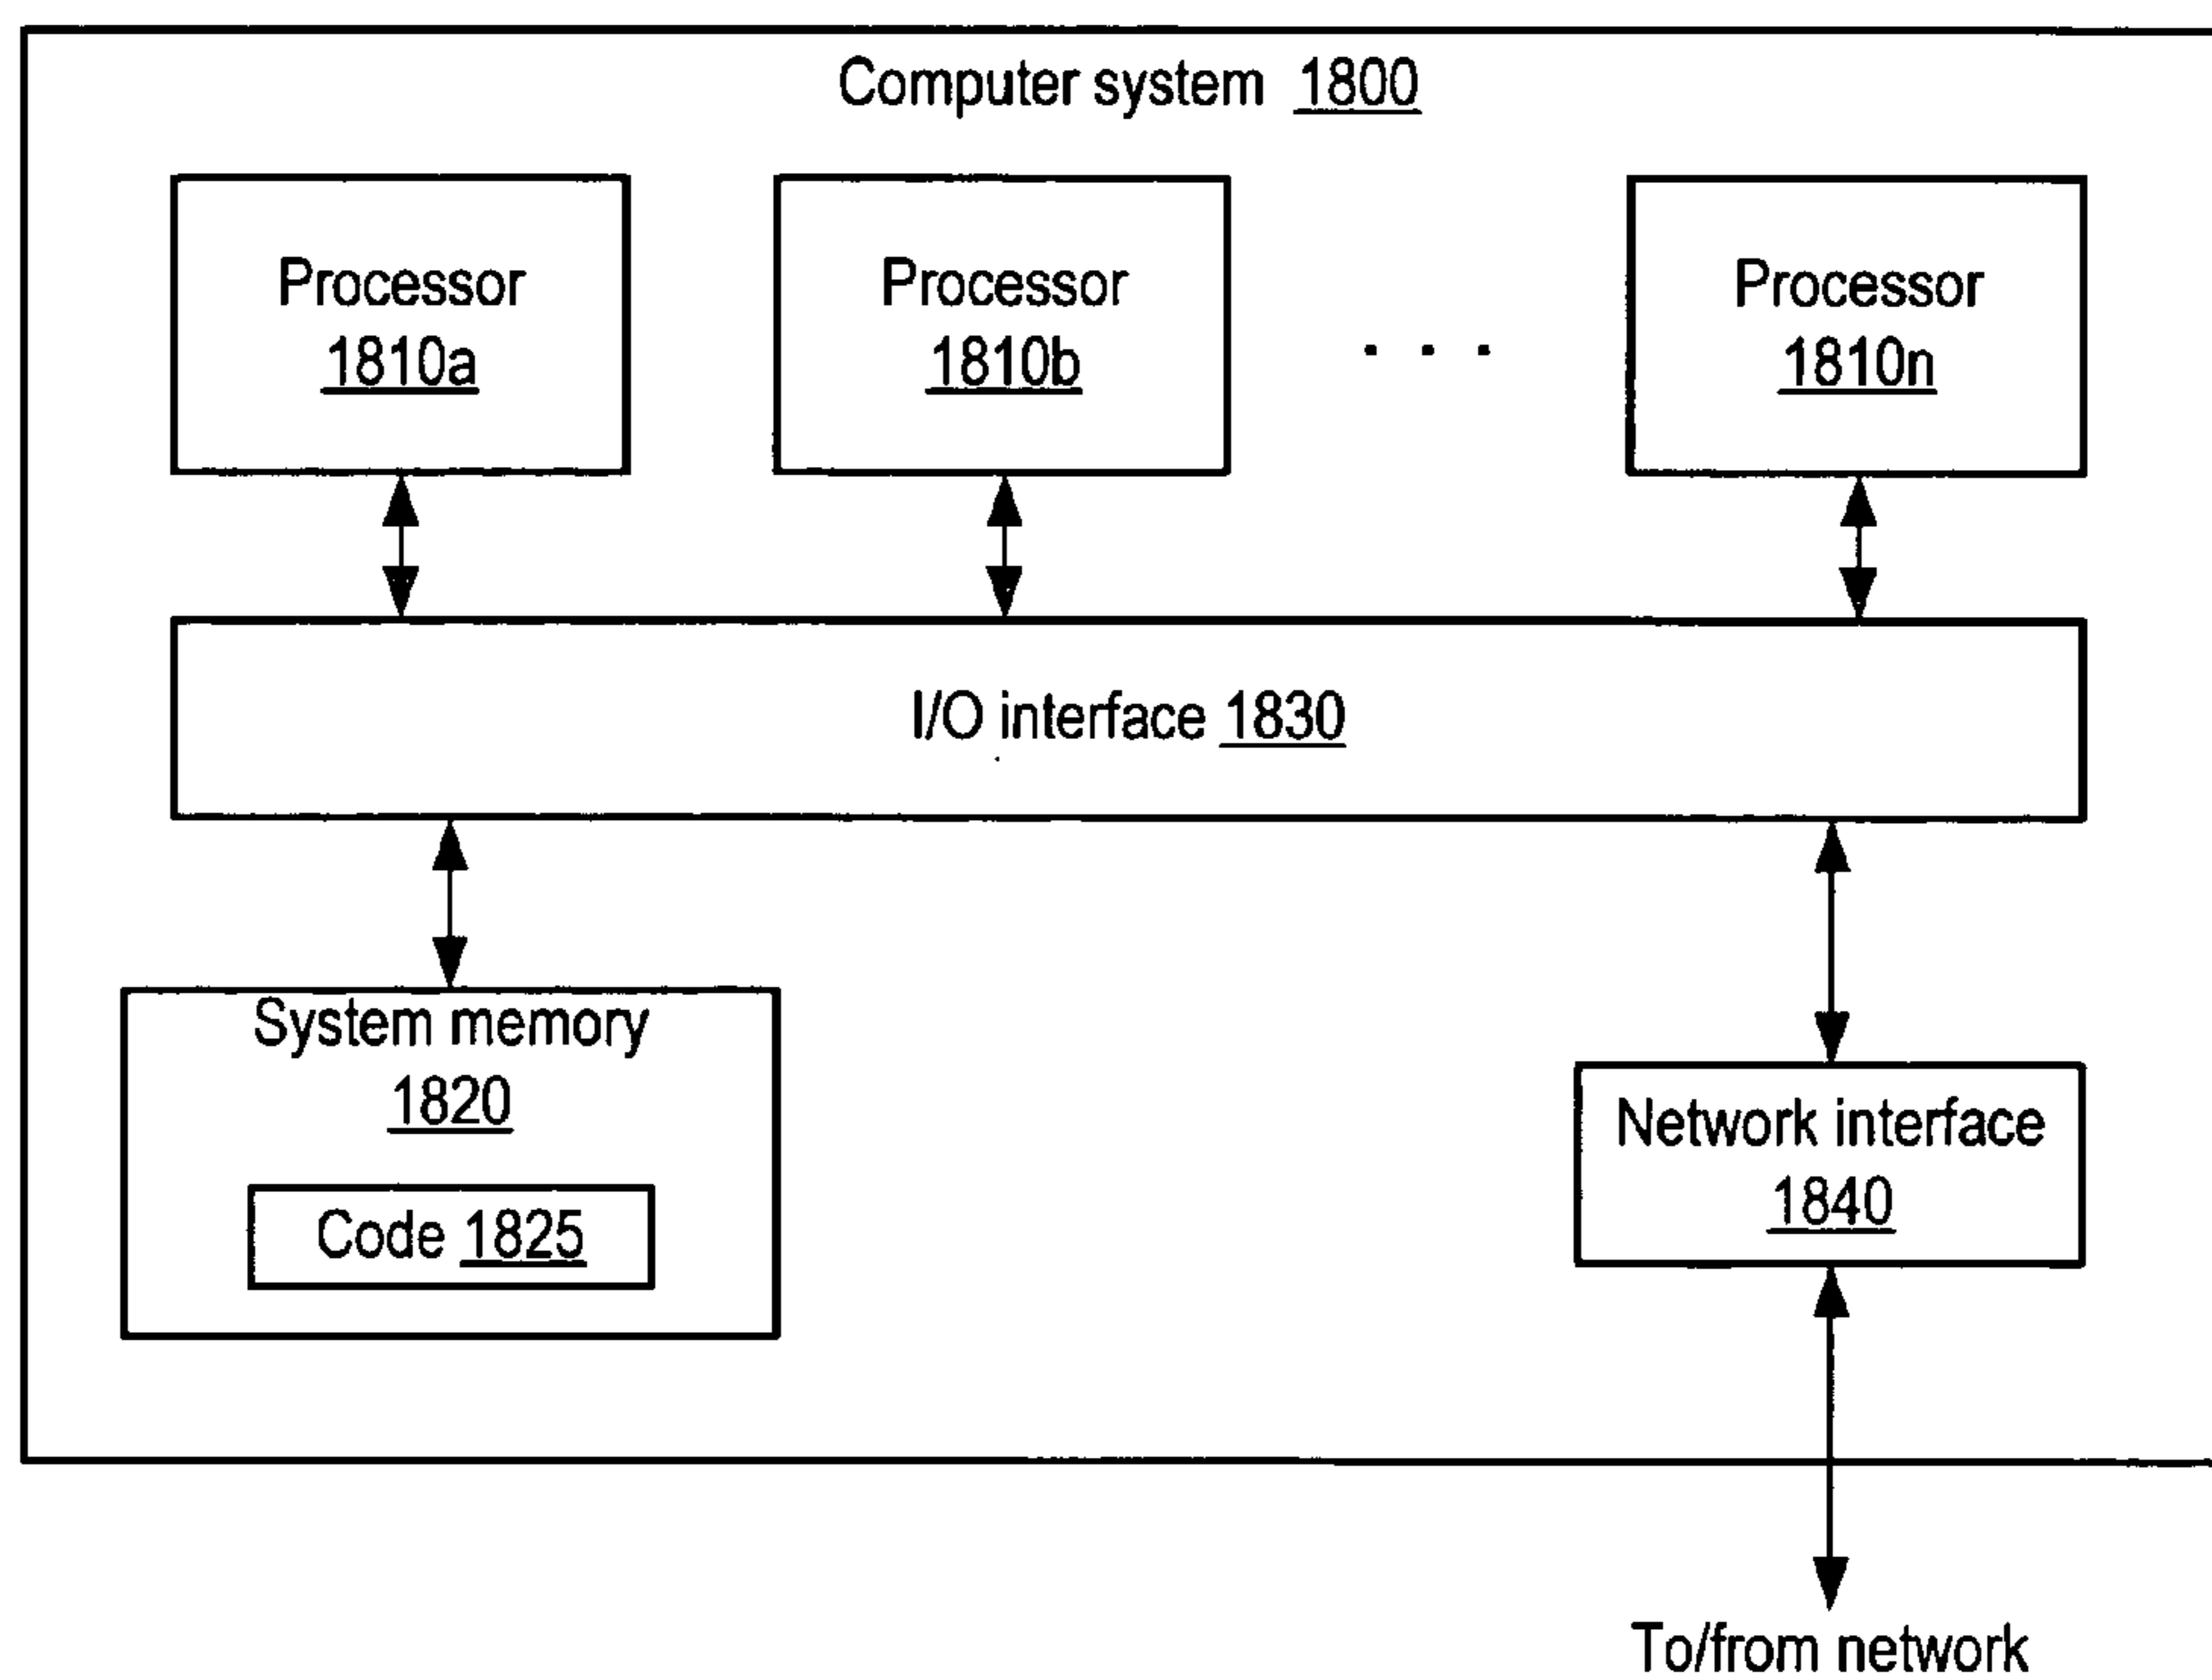 Computer system 1800
Processor
1810a
Processor
1810b
. . .
Processor
1810n
I/O interface 1830
System memory
1820
Code 1825
Network interface
1840
To/from network